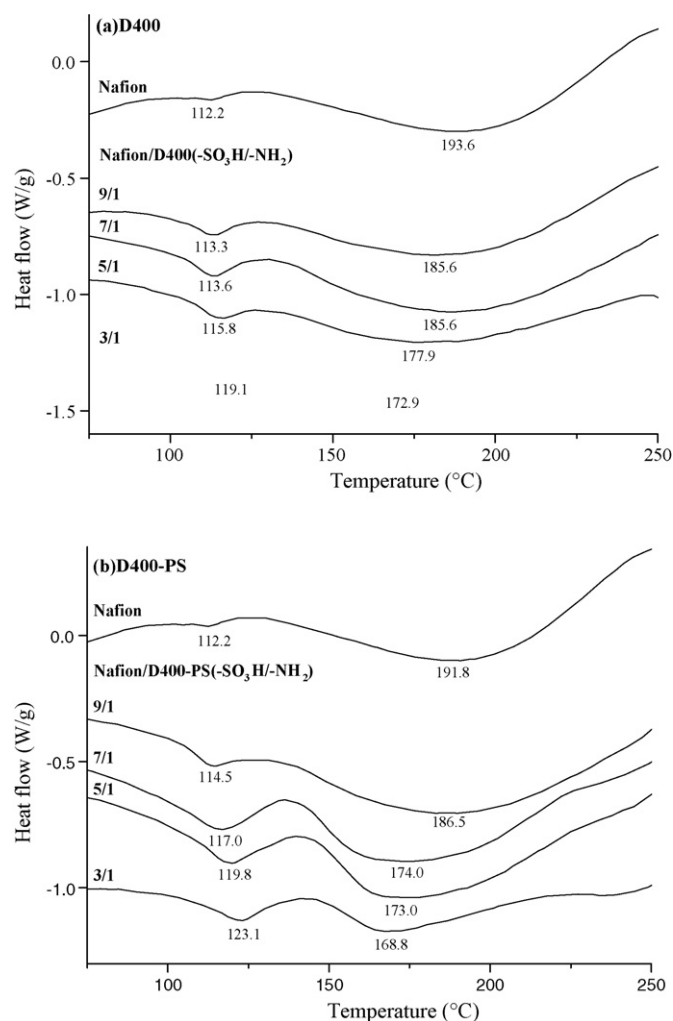 (a)D400
0.0
Nafion
112.2
193.6
Nafion/D400(-SO₃H/-NH₂)
-0.5
9/1
113.3
185.6
7/1
113.6
185.6
5/1
-1.0
115.8
177.9
3/1
119.1
172.9
-1.5
Heat flow (W/g)
100 150 200 250
Temperature (°C)
(b)D400-PS
Nafion
0.0
112.2
191.8
Nafion/D400-PS(-SO₃H/-NH₂)
9/1
-0.5
114.5
186.5
7/1
117.0
174.0
5/1
119.8
173.0
3/1
-1.0
123.1
168.8
Heat flow (W/g)
100 150 200 250
Temperature (°C)